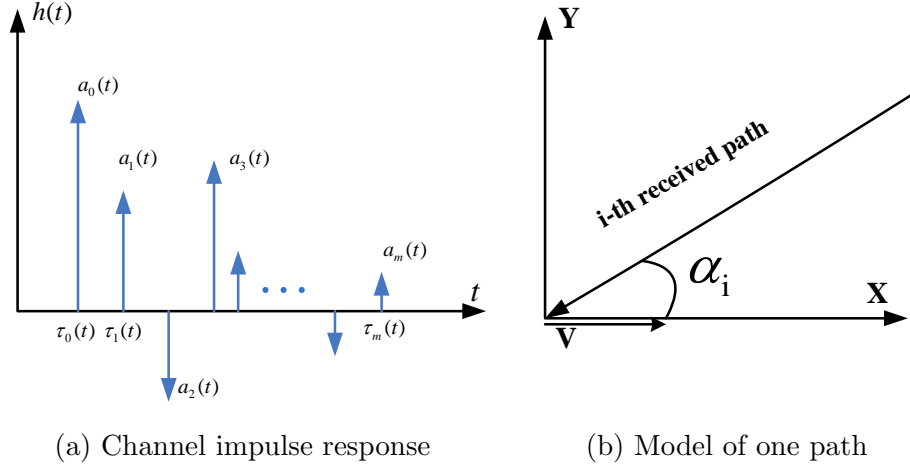 h(t)
a₀(t)
a₁(t)
a₃(t)
aₘ(t)
t
τ₀(t) τ₁(t)
τₘ(t)
a₂(t)
(a) Channel impulse response
Y
i-th received path
αᵢ
X
V
(b) Model of one path